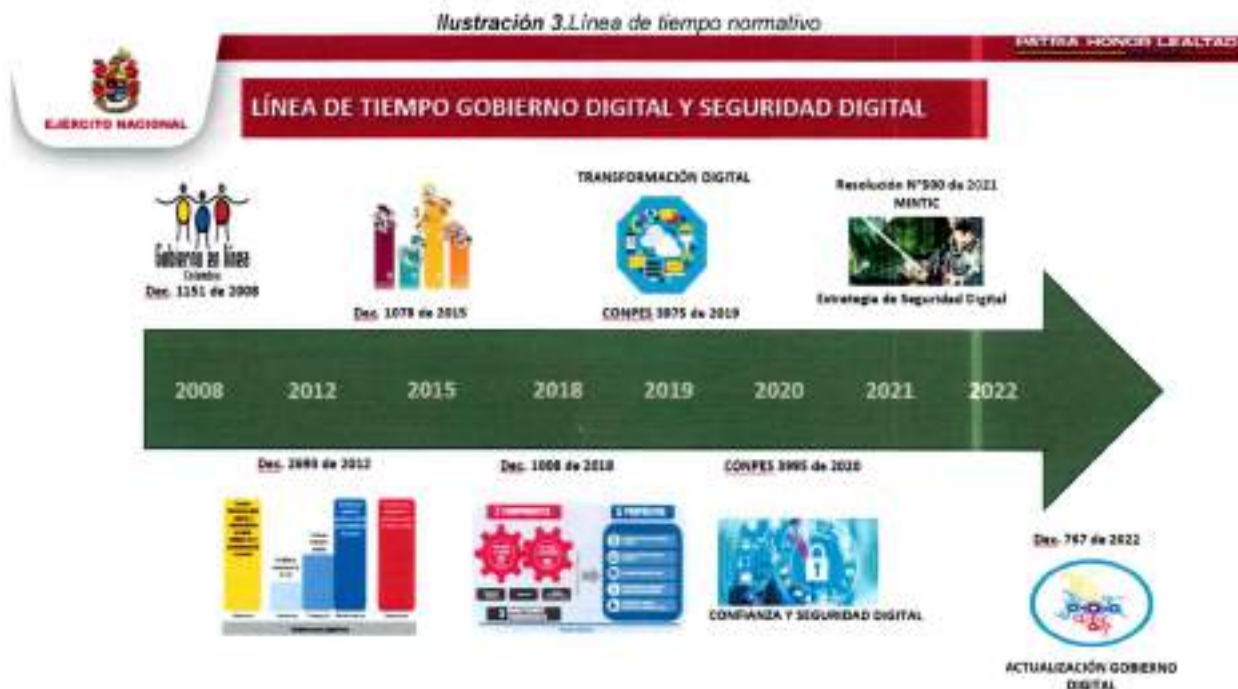 Ilustración 3.Línea de tiempo normativo
PATRIA HONOR LEALTAD
EJÉRCITO NACIONAL
LÍNEA DE TIEMPO GOBIERNO DIGITAL Y SEGURIDAD DIGITAL
Gobierno en línea
Colombia
Dec. 1151 de 2008
Dec. 1078 de 2015
TRANSFORMACIÓN DIGITAL
CONPES 3975 de 2019
Resolución N°500 de 2021
MINTIC
Estrategia de Seguridad Digital
2008 2012 2015 2018 2019 2020 2021 2022
Dec. 2693 de 2012
Dec. 1008 de 2018
CONPES 3995 de 2020
CONFIANZA Y SEGURIDAD DIGITAL
Dec. 767 de 2022
ACTUALIZACIÓN GOBIERNO
DIGITAL